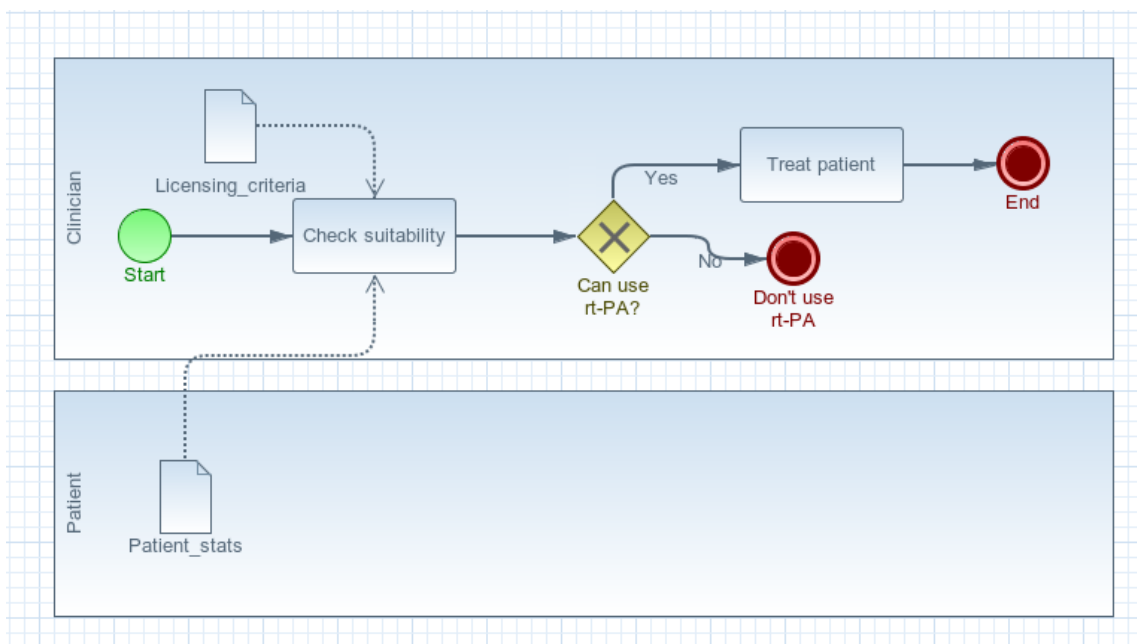 Clinician
Licensing_criteria
Start
Check suitability
Can use
rt-PA?
Yes
No
Treat patient
End
Don't use
rt-PA
Patient
Patient_stats